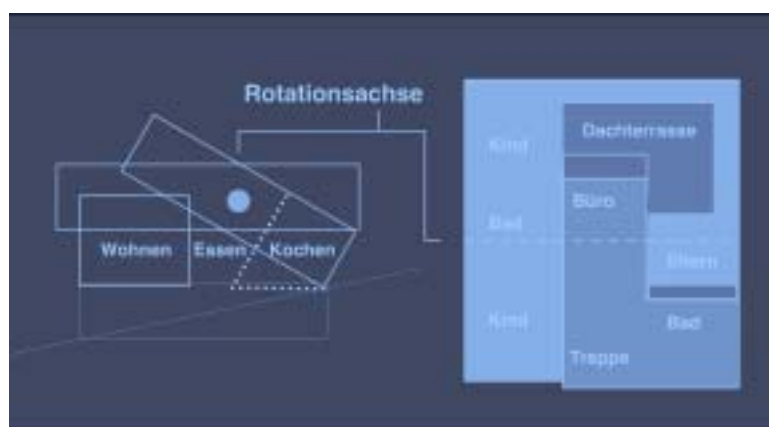 Rotationsachse
Wohnen
Essen
Kochen
Kind
Dachterrasse
Büro
Bad
Eltern
Kind
Bad
Treppe